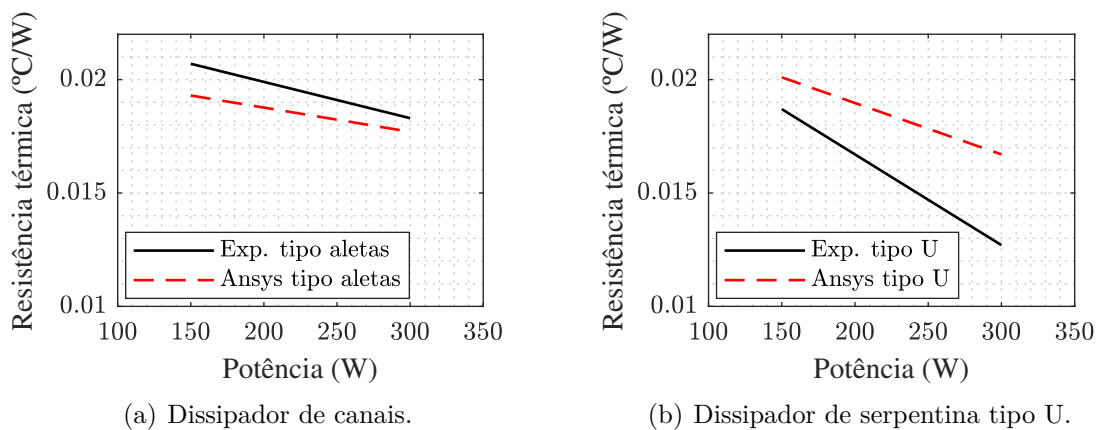 Resistência térmica (ºC/W)
0.02
0.015
0.01
100 150 200 250 300 350
Potência (W)
Exp. tipo aletas
Ansys tipo aletas
(a) Dissipador de canais.
Resistência térmica (ºC/W)
0.02
0.015
0.01
100 150 200 250 300 350
Potência (W)
Exp. tipo U
Ansys tipo U
(b) Dissipador de serpentina tipo U.